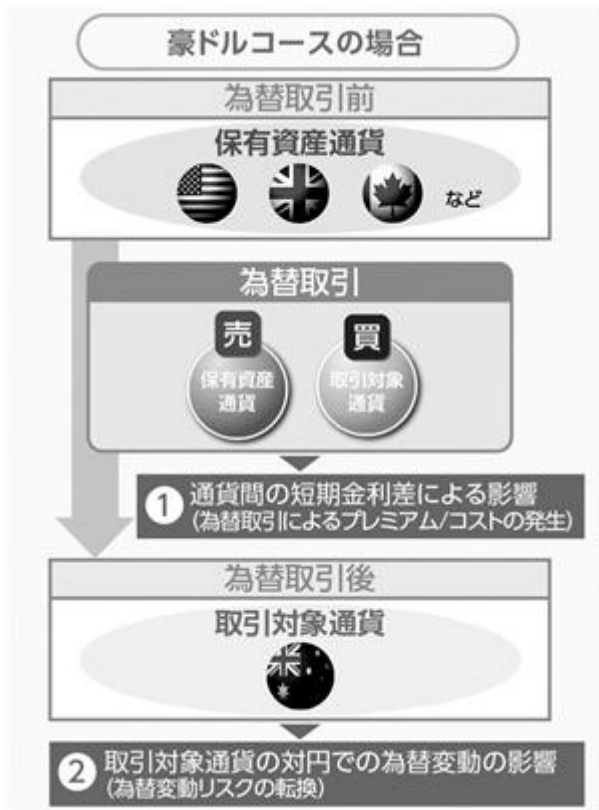 豪ドルコースの場合
為替取引前
保有資産通貨
など
為替取引
売
買
保有資産
通貨
取引対象
通貨
① 通貨間の短期金利差による影響
(為替取引によるプレミアム/コストの発生)
為替取引後
取引対象通貨
② 取引対象通貨の対円での為替変動の影響
(為替変動リスクの転換)